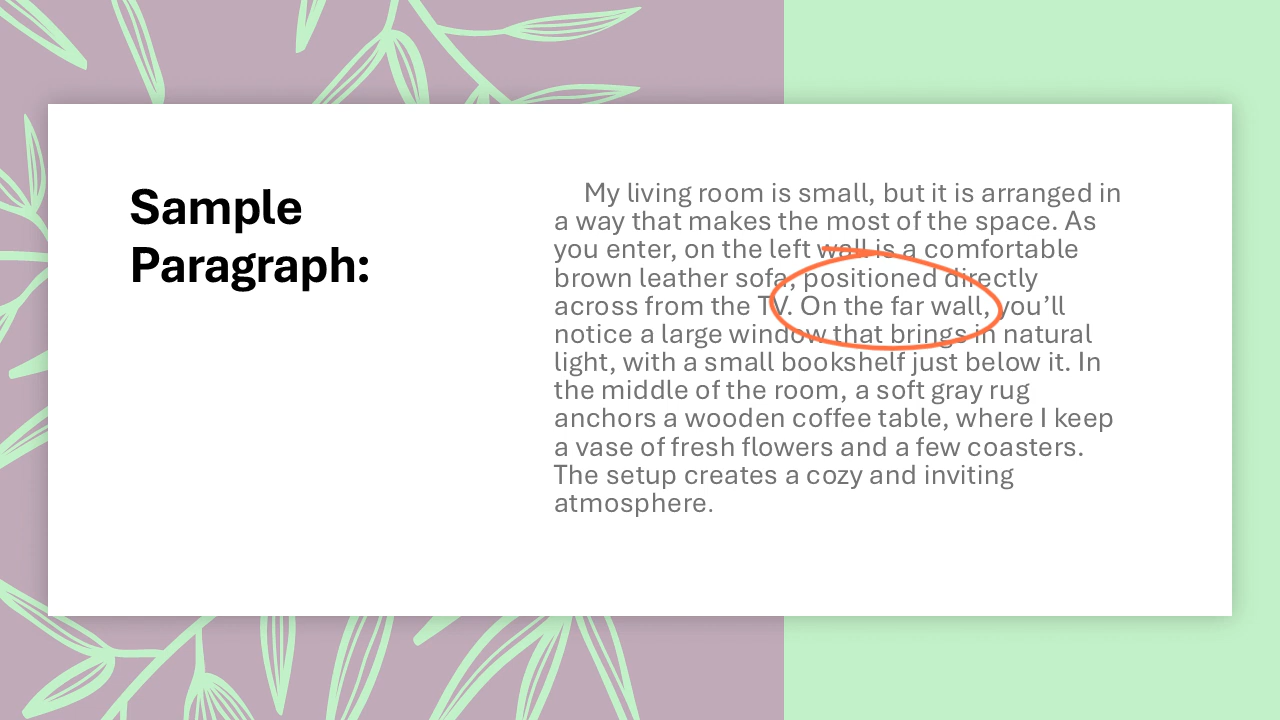 Sample
Paragraph:
My living room is small, but it is arranged in
a way that makes the most of the space. As
you enter, on the left wall is a comfortable
brown leather sofa, positioned directly
across from the TV. On the far wall, you’ll
notice a large window that brings in natural
light, with a small bookshelf just below it. In
the middle of the room, a soft gray rug
anchors a wooden coffee table, where I keep
a vase of fresh flowers and a few coasters.
The setup creates a cozy and inviting
atmosphere.